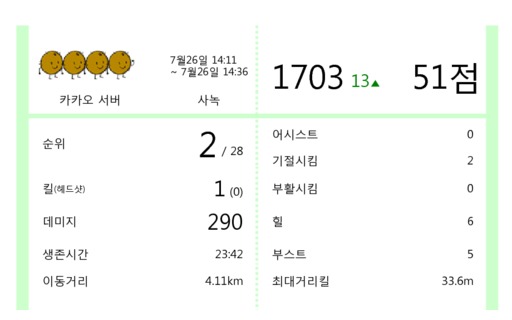 7월26일 14:11
~ 7월26일 14:36
카카오 서버 사녹
1703 13▲ 51점
순위 2 / 28
킬(헤드샷) 1 (0)
데미지 290
생존시간 23:42
이동거리 4.11km
어시스트 0
기절시킴 2
부활시킴 0
힐 6
부스트 5
최대거리킬 33.6m